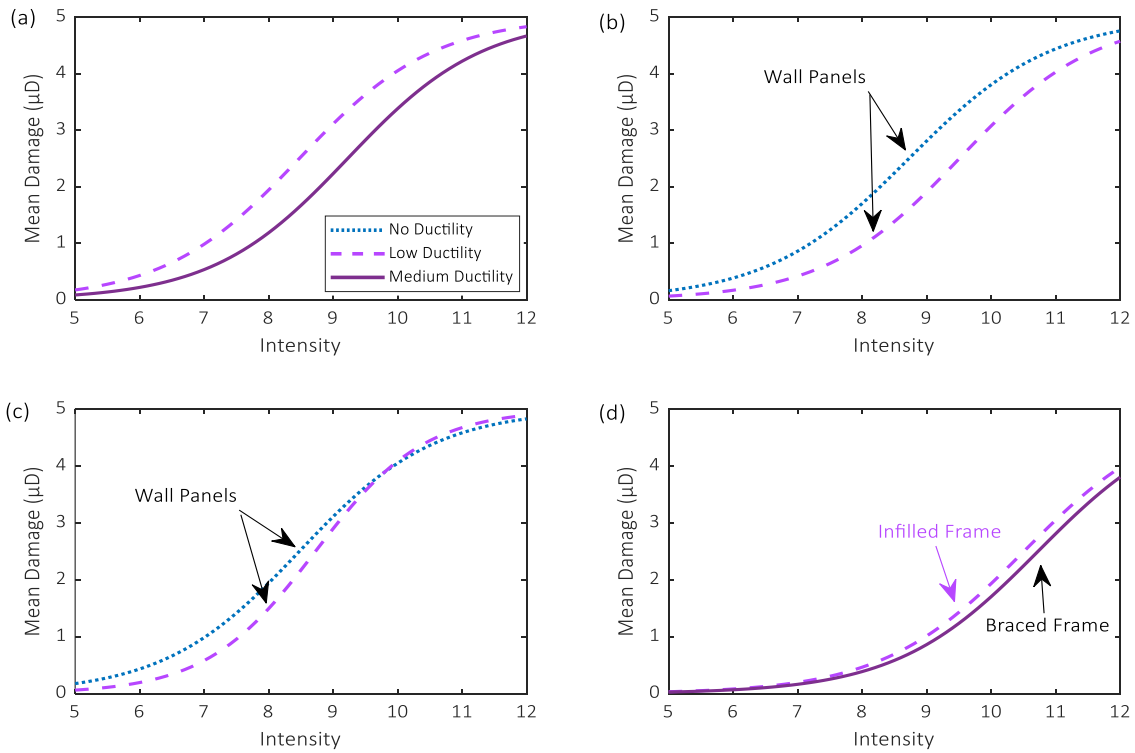 (a)
5
4
3
2
1
0
Mean Damage (µD)
No Ductility
Low Ductility
Medium Ductility
5 6 7 8 9 10 11 12
Intensity
(b)
5
4
3
2
1
0
Mean Damage (µD)
Wall Panels
5 6 7 8 9 10 11 12
Intensity
(c)
5
4
3
2
1
0
Mean Damage (µD)
Wall Panels
5 6 7 8 9 10 11 12
Intensity
(d)
5
4
3
2
1
0
Mean Damage (µD)
Infilled Frame
Braced Frame
5 6 7 8 9 10 11 12
Intensity